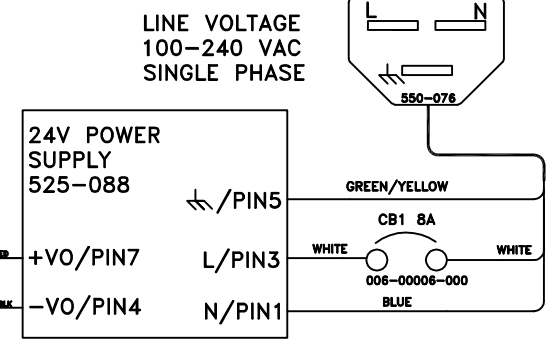 LINE VOLTAGE
100-240 VAC
SINGLE PHASE
L N
550-076
24V POWER
SUPPLY
525-088
/PIN5
GREEN/YELLOW
CB1 8A
+VO/PIN7
L/PIN3
WHITE
WHITE
006-00006-000
-VO/PIN4
N/PIN1
BLUE
BLK